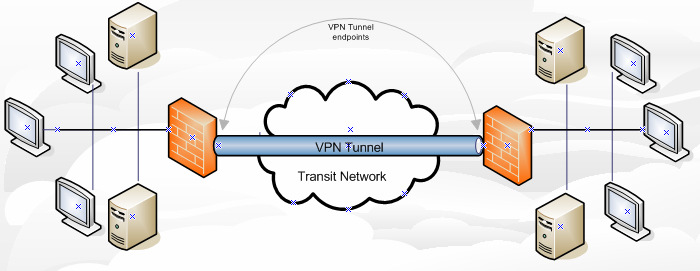 VPN Tunnel
endpoints
VPN Tunnel
Transit Network